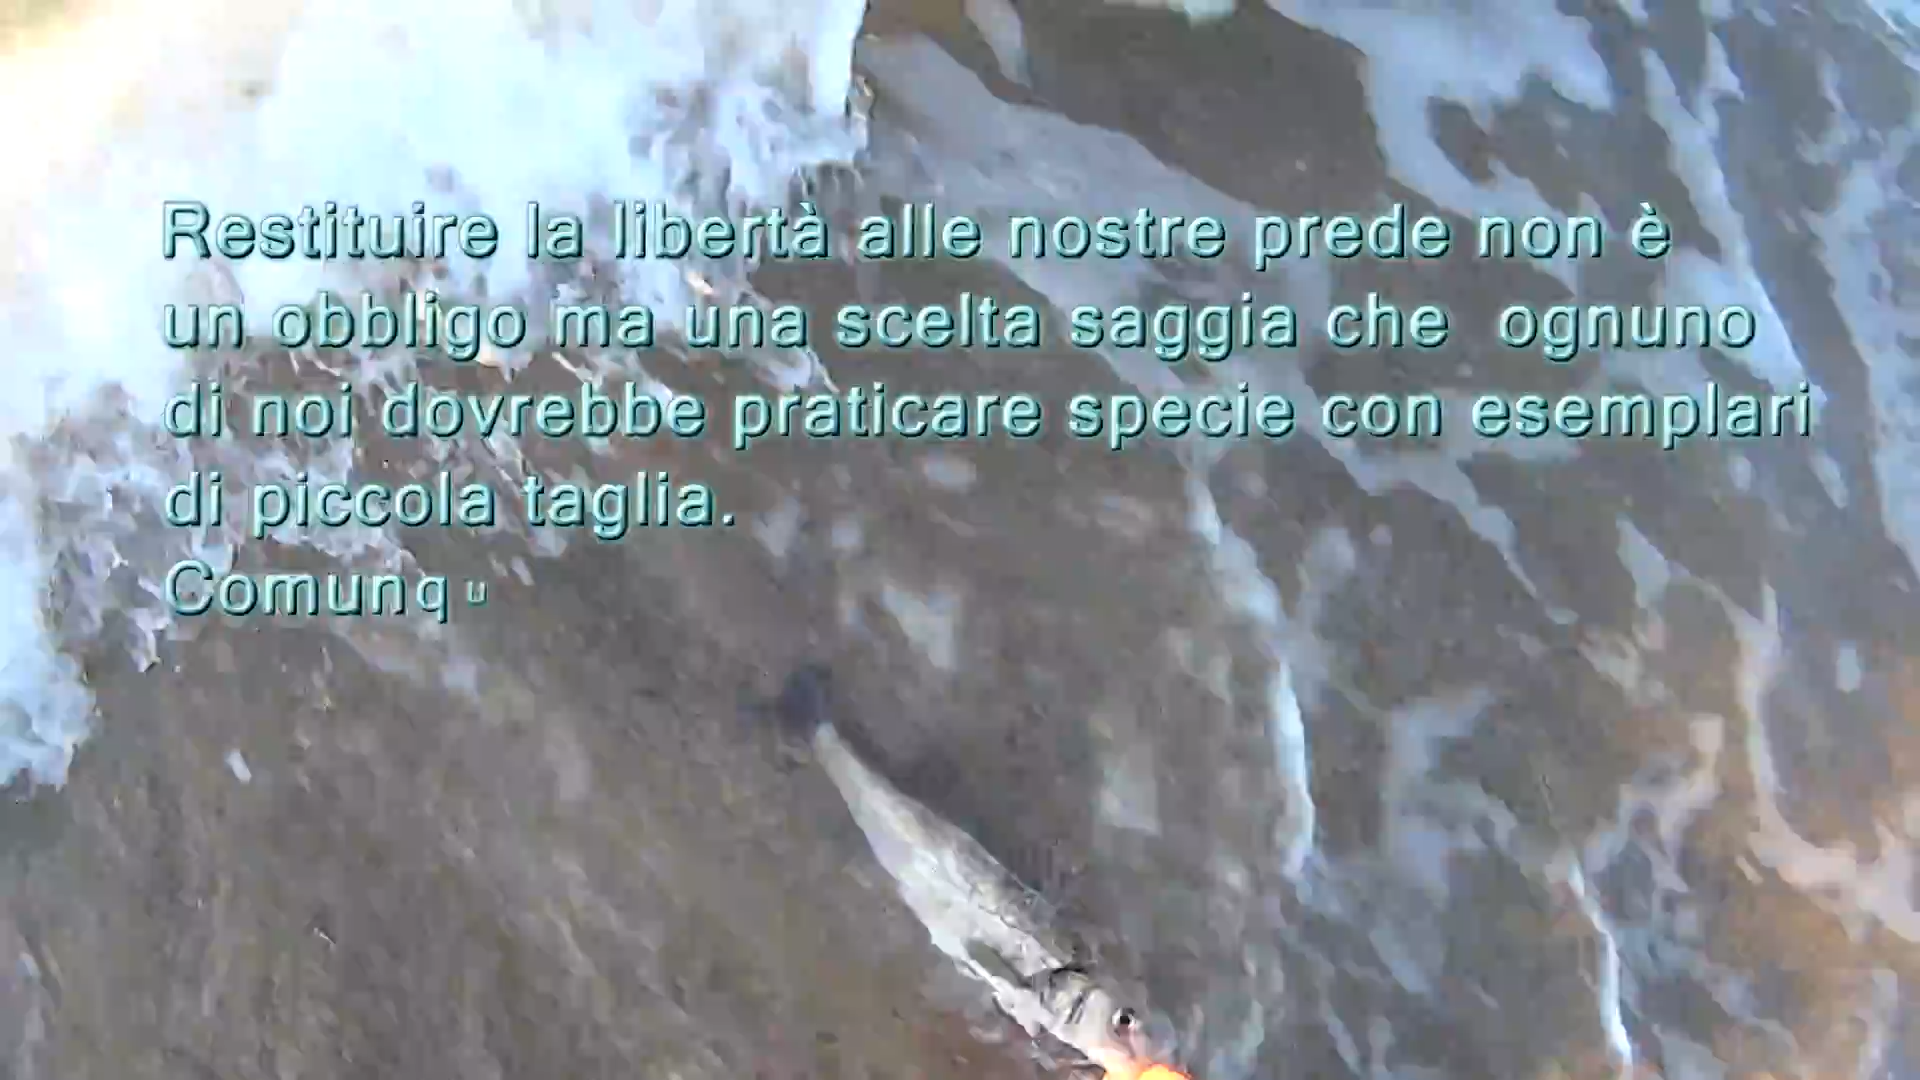 Restituire la libertà alle nostre prede non è
un obbligo ma una scelta saggia che  ognuno
di noi dovrebbe praticare specie con esemplari
di piccola taglia.
Comunqu